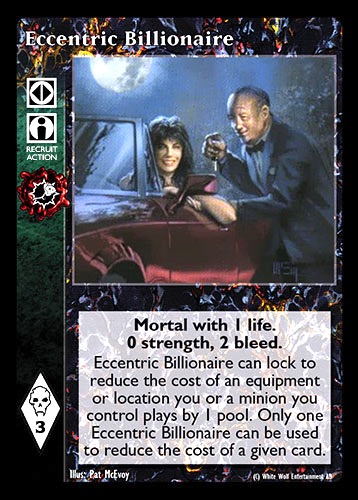 Eccentric Billionaire
RECRUIT
ACTION
Mortal with 1 life.
0 strength, 2 bleed.
Eccentric Billionaire can lock to
reduce the cost of an equipment
or location you or a minion you
control plays by 1 pool. Only one
Eccentric Billionaire can be used
to reduce the cost of a given card.
3
Illus: Pat McEvoy
(C) White Wolf Entertainment AB